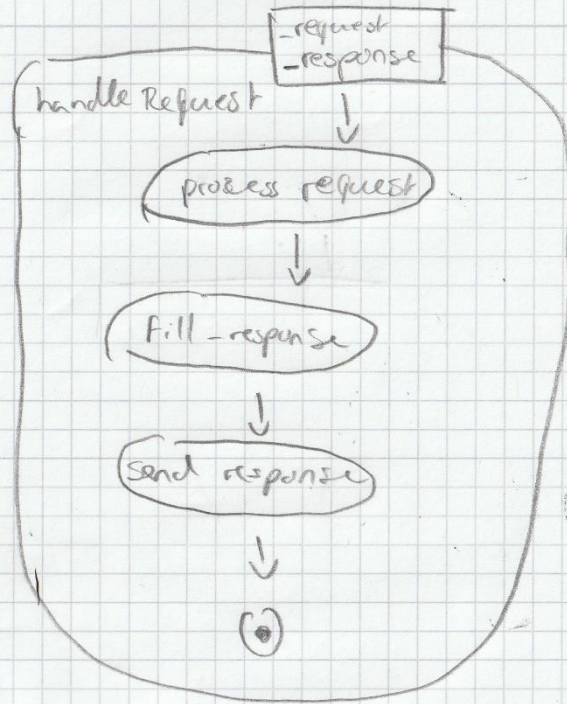 _request
_response
handle Request
process request
Fill _response
send response